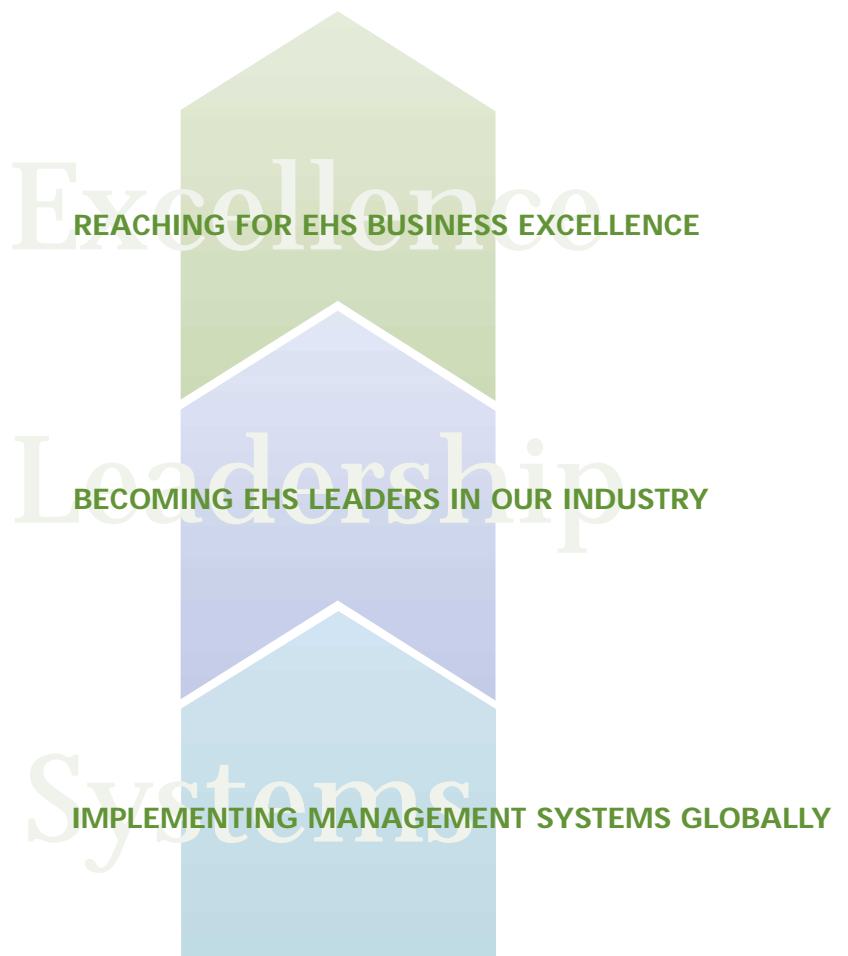 Excellence
REACHING FOR EHS BUSINESS EXCELLENCE
Leadership
BECOMING EHS LEADERS IN OUR INDUSTRY
Systems
IMPLEMENTING MANAGEMENT SYSTEMS GLOBALLY